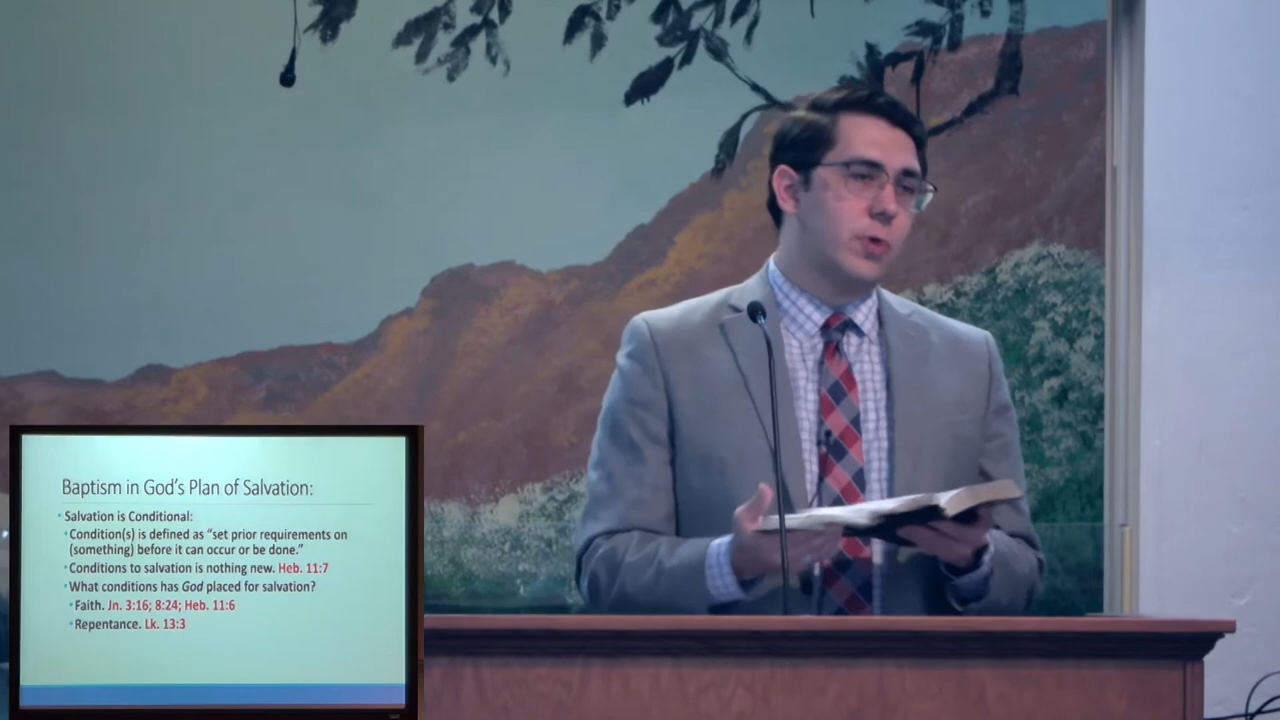 Baptism in God's Plan of Salvation:
• Salvation is Conditional:
• Condition(s) is defined as "set prior requirements on
(something) before it can occur or be done."
• Conditions to salvation is nothing new. Heb. 11:7
• What conditions has God placed for salvation?
• Faith. Jn. 3:16; 8:24; Heb. 11:6
• Repentance. Lk. 13:3